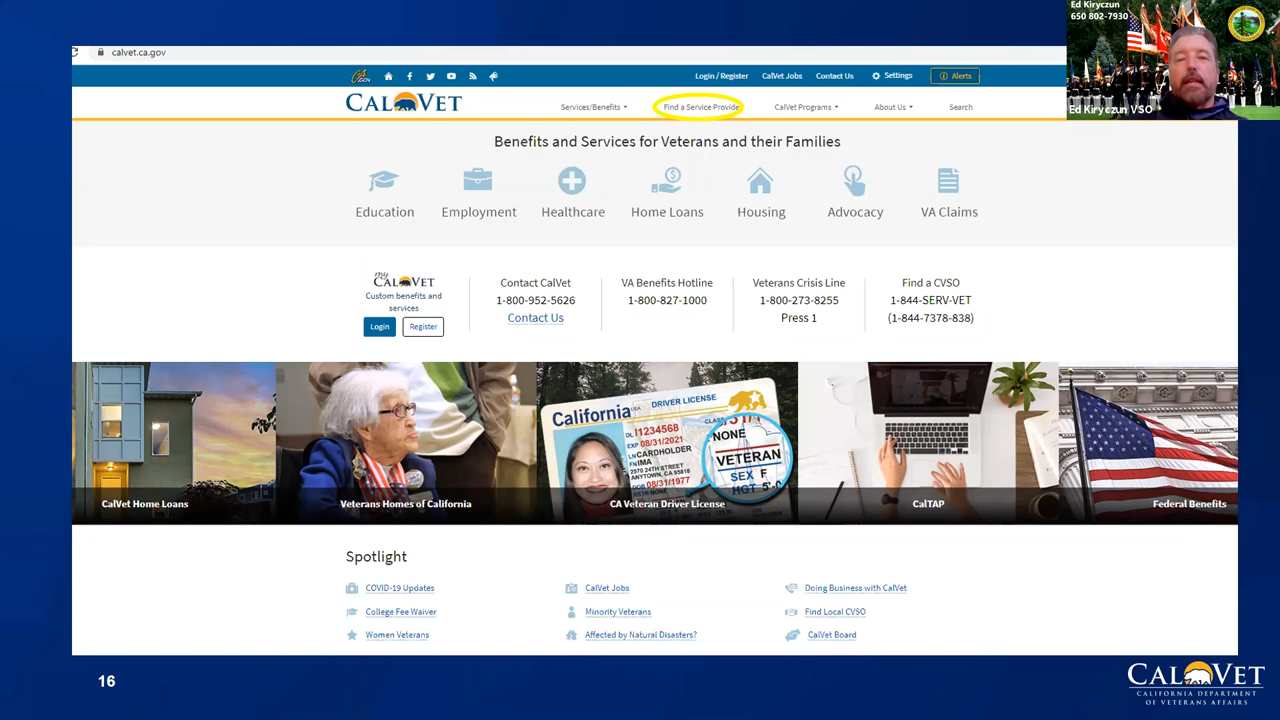 Ed Kiryczun
650 802-7930
Ed Kiryczun VSO
calvet.ca.gov
CA.GOV
Login / Register
CalVet Jobs
Contact Us
Settings
Alerts
CALVET
Services/Benefits
Find a Service Provide
CalVet Programs
About Us
Search
Benefits and Services for Veterans and their Families
Education
Employment
Healthcare
Home Loans
Housing
Advocacy
VA Claims
my
CALVET
Custom benefits and
services
Login
Register
Contact CalVet
1-800-952-5626
Contact Us
VA Benefits Hotline
1-800-827-1000
Veterans Crisis Line
1-800-273-8255
Press 1
Find a CVSO
1-844-SERV-VET
(1-844-7378-838)
California
DRIVER LICENSE
DL I1234568
EXP 08/31/2021
LN CARDHOLDER
FN IMA
2570 24TH STREET
ANYTOWN, CA 95818
DOB 08/31/1977
RSTR NONE
CLASS
NONE
VETERAN
SEX F
HGT 5'-0
CalVet Home Loans
Veterans Homes of California
CA Veteran Driver License
CalTAP
Federal Benefits
Spotlight
COVID-19 Updates
CalVet Jobs
Doing Business with CalVet
College Fee Waiver
Minority Veterans
Find Local CVSO
Women Veterans
Affected by Natural Disasters?
CalVet Board
16
CALVET
CALIFORNIA DEPARTMENT
OF VETERANS AFFAIRS